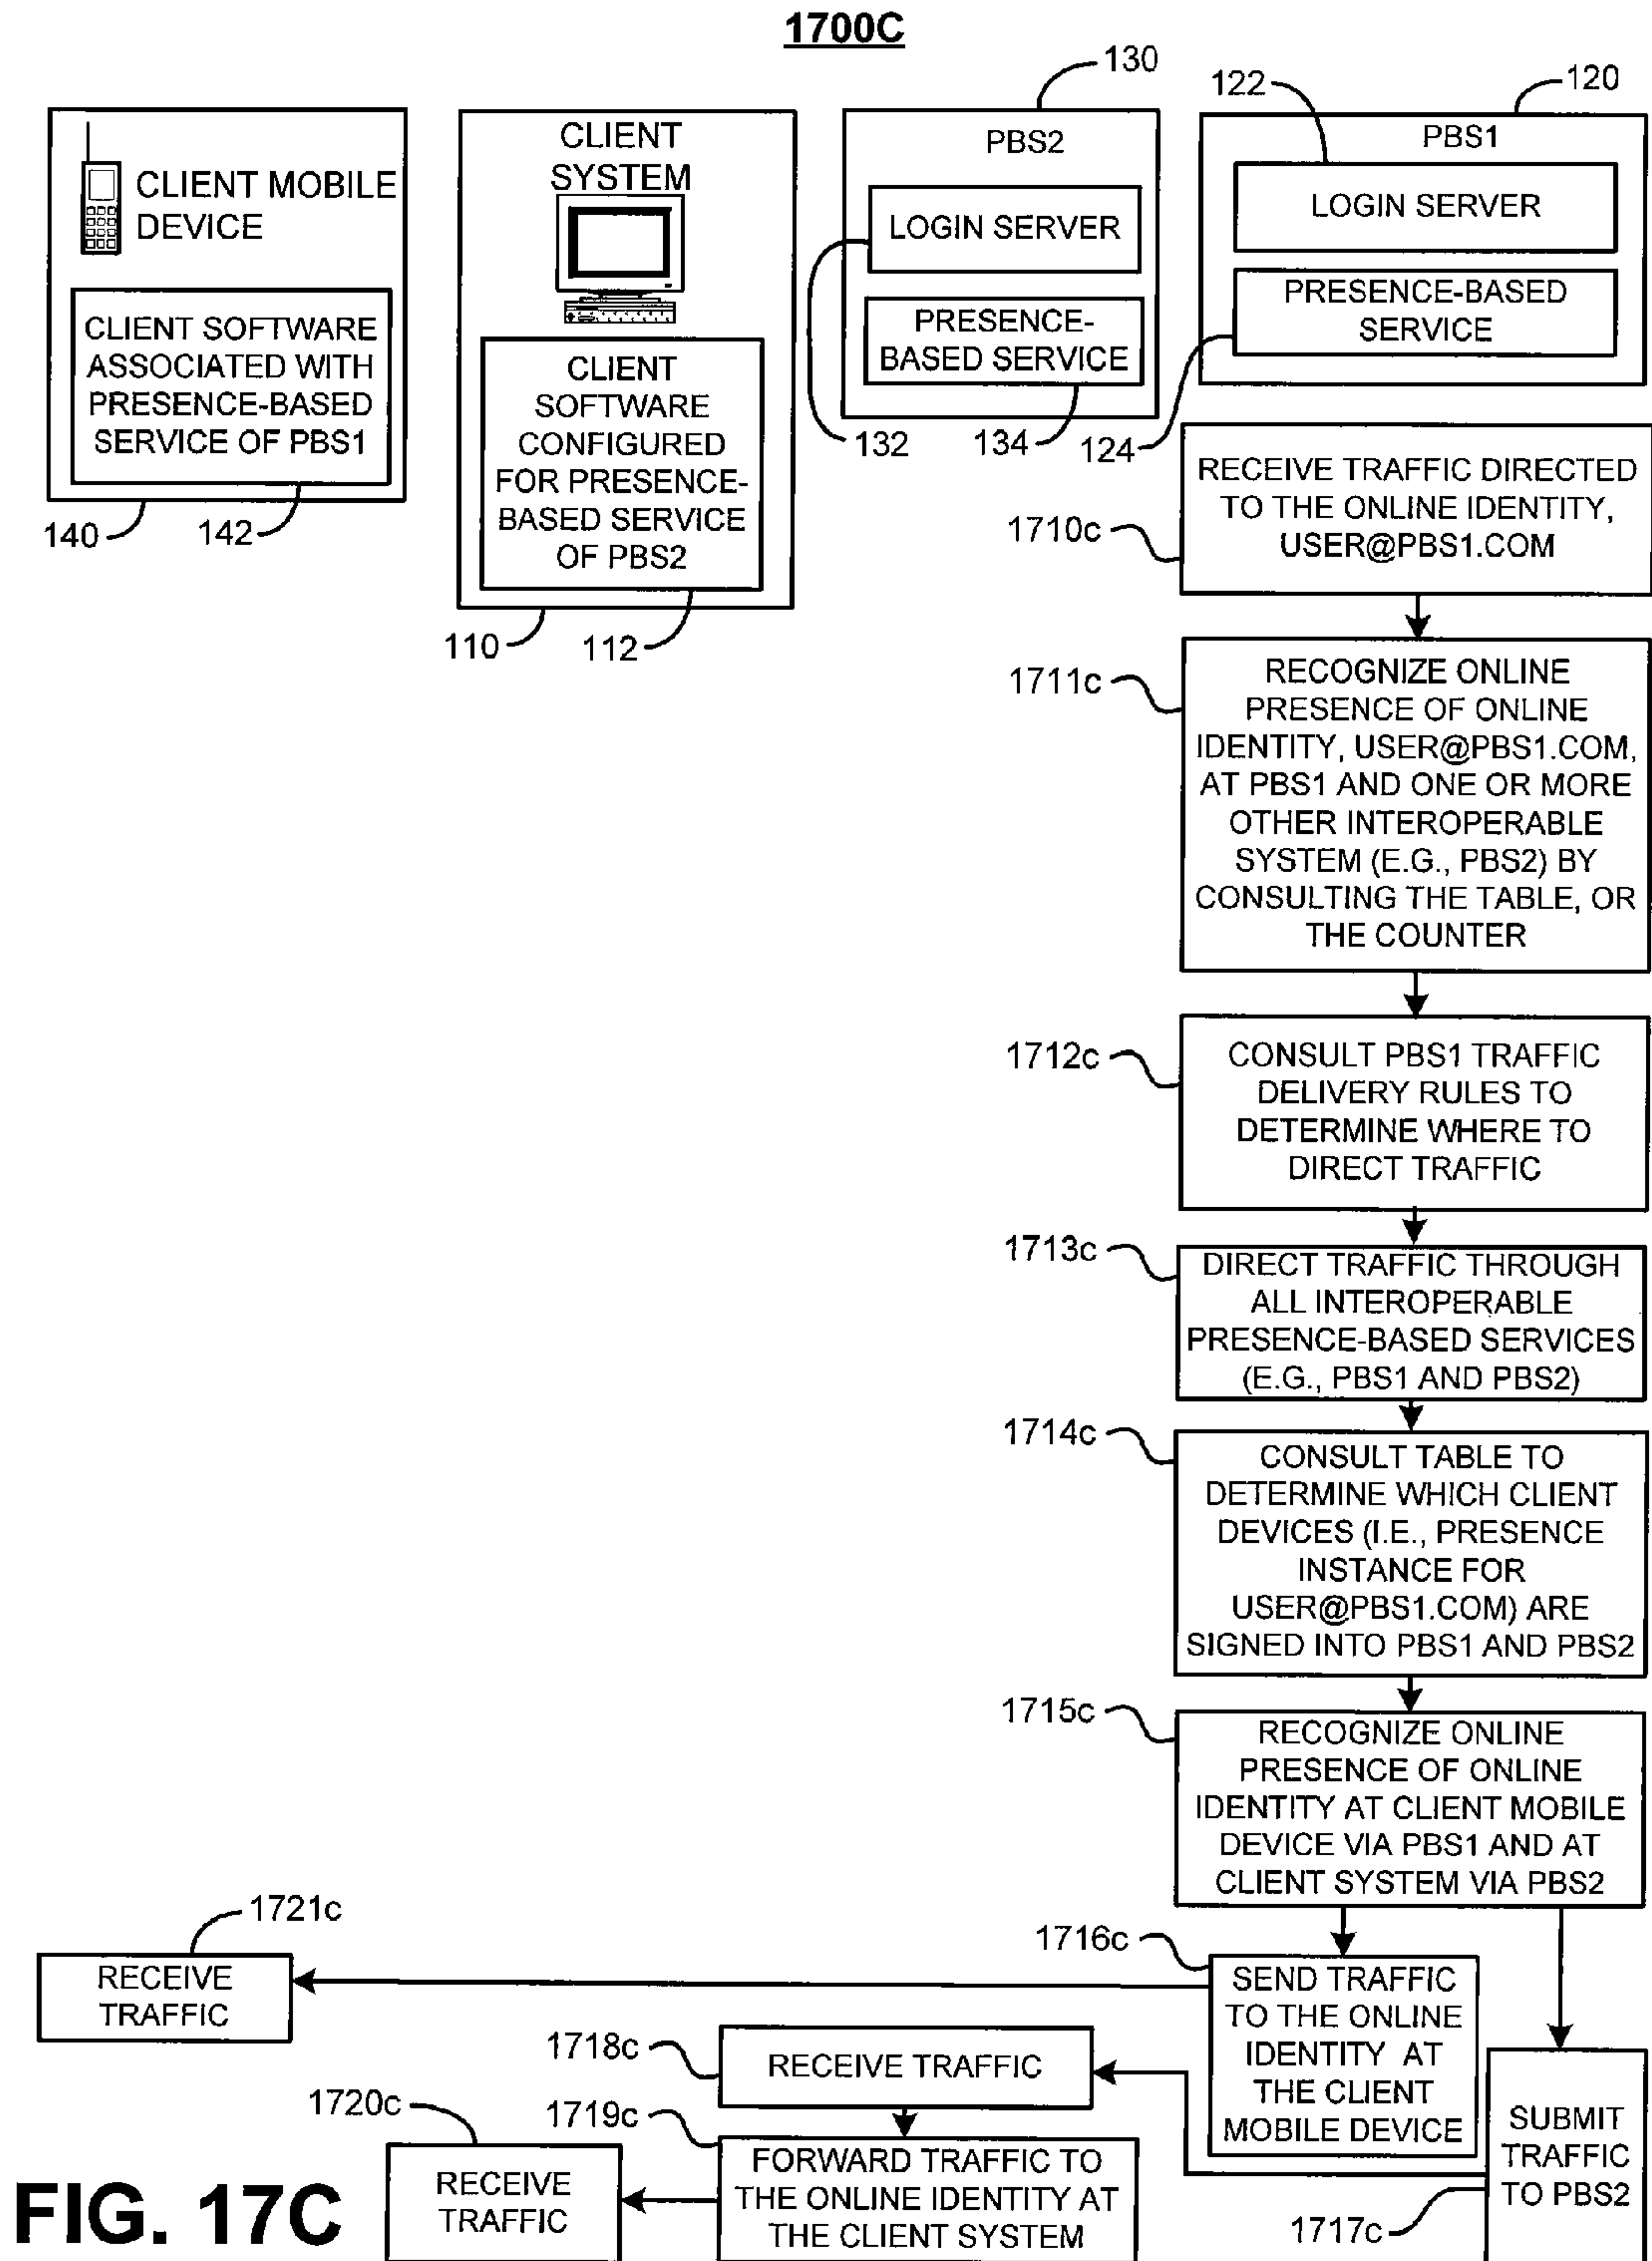 1700C
130
122
120
CLIENT MOBILE
DEVICE
CLIENT SOFTWARE
ASSOCIATED WITH
PRESENCE-BASED
SERVICE OF PBS1
140
142
CLIENT
SYSTEM
CLIENT
SOFTWARE
CONFIGURED
FOR PRESENCE-
BASED SERVICE
OF PBS2
110
112
PBS2
LOGIN SERVER
PRESENCE-
BASED SERVICE
132
134
PBS1
LOGIN SERVER
PRESENCE-BASED
SERVICE
124
1710c
RECEIVE TRAFFIC DIRECTED
TO THE ONLINE IDENTITY,
USER@PBS1.COM
1711c
RECOGNIZE ONLINE
PRESENCE OF ONLINE
IDENTITY, USER@PBS1.COM,
AT PBS1 AND ONE OR MORE
OTHER INTEROPERABLE
SYSTEM (E.G., PBS2) BY
CONSULTING THE TABLE, OR
THE COUNTER
1712c
CONSULT PBS1 TRAFFIC
DELIVERY RULES TO
DETERMINE WHERE TO
DIRECT TRAFFIC
1713c
DIRECT TRAFFIC THROUGH
ALL INTEROPERABLE
PRESENCE-BASED SERVICES
(E.G., PBS1 AND PBS2)
1714c
CONSULT TABLE TO
DETERMINE WHICH CLIENT
DEVICES (I.E., PRESENCE
INSTANCE FOR
USER@PBS1.COM) ARE
SIGNED INTO PBS1 AND PBS2
1715c
RECOGNIZE ONLINE
PRESENCE OF ONLINE
IDENTITY AT CLIENT MOBILE
DEVICE VIA PBS1 AND AT
CLIENT SYSTEM VIA PBS2
1716c
SEND TRAFFIC
TO THE ONLINE
IDENTITY AT
THE CLIENT
MOBILE DEVICE
1721c
RECEIVE
TRAFFIC
SUBMIT
TRAFFIC
TO PBS2
1717c
1718c
RECEIVE TRAFFIC
1719c
FORWARD TRAFFIC TO
THE ONLINE IDENTITY AT
THE CLIENT SYSTEM
1720c
RECEIVE
TRAFFIC
FIG. 17C